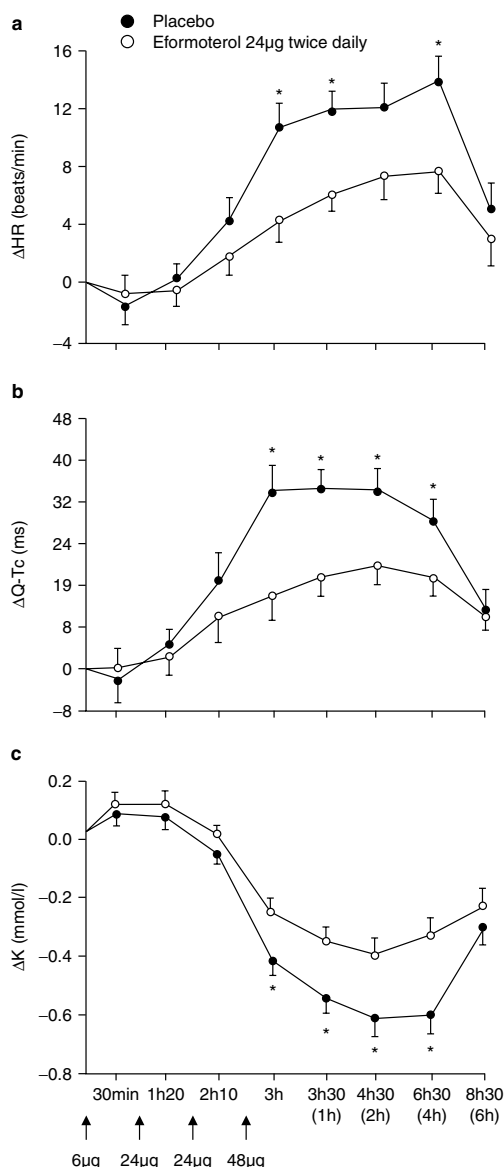 a
Placebo
Eformoterol 24µg twice daily
16
12
8
4
0
–4
ΔHR (beats/min)
* * *
b
48
40
32
24
19
8
0
–8
ΔQ-Tc (ms)
* * * *
c
0.2
0.0
–0.2
–0.4
–0.6
–0.8
ΔK (mmol/l)
* * * *
30min 1h20 2h10 3h 3h30 4h30 6h30 8h30
(1h) (2h) (4h) (6h)
6µg 24µg 24µg 48µg